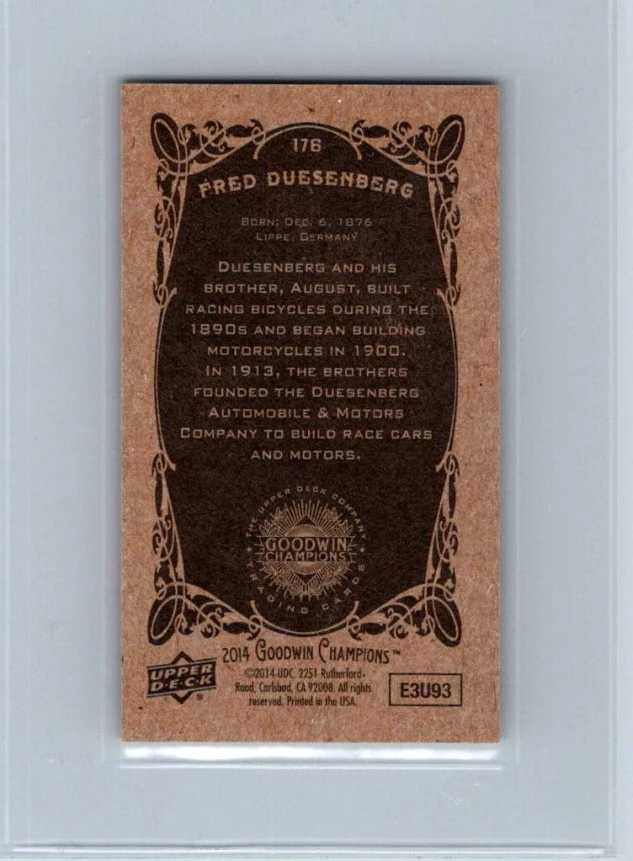 176
FRED DUESENBERG
BORN: DEC. 6, 1876
LIPPE, GERMANY
DUESENBERG AND HIS
BROTHER, AUGUST, BUILT
RACING BICYCLES DURING THE
1890S AND BEGAN BUILDING
MOTORCYCLES IN 1900.
IN 1913, THE BROTHERS
FOUNDED THE DUESENBERG
AUTOMOBILE & MOTORS
COMPANY TO BUILD RACE CARS
AND MOTORS.
THE UPPER DECK COMPANY
GOODWIN
CHAMPIONS
TRADING CARDS
2014 GOODWIN CHAMPIONS™
UPPER
D·E·C·K
®
©2014 UDC, 2251 Rutherford
Road, Carlsbad, CA 92008. All rights
reserved. Printed in the USA.
E3U93